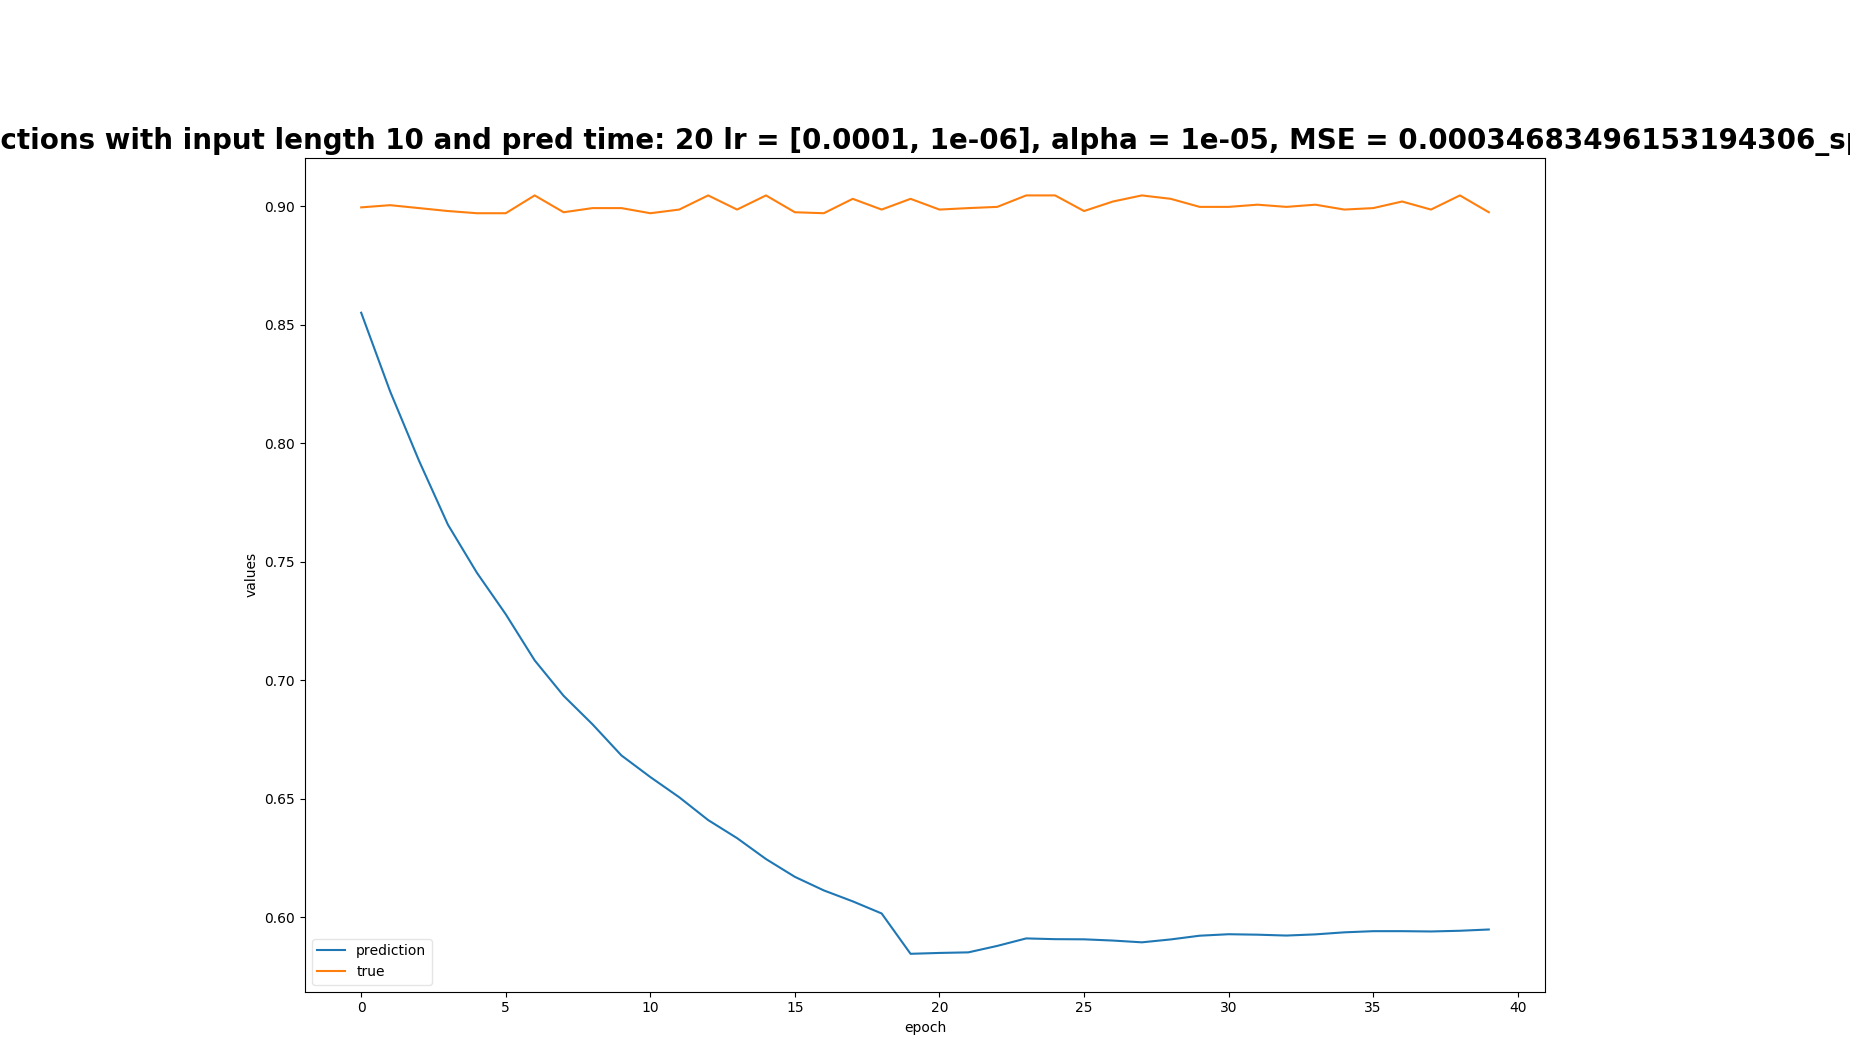 ctions with input length 10 and pred time: 20 lr = [0.0001, 1e-06], alpha = 1e-05, MSE = 0.00034683496153194306_sp
0.90
0.85
0.80
0.75
0.70
0.65
0.60
values
prediction
true
0 5 10 15 20 25 30 35 40
epoch